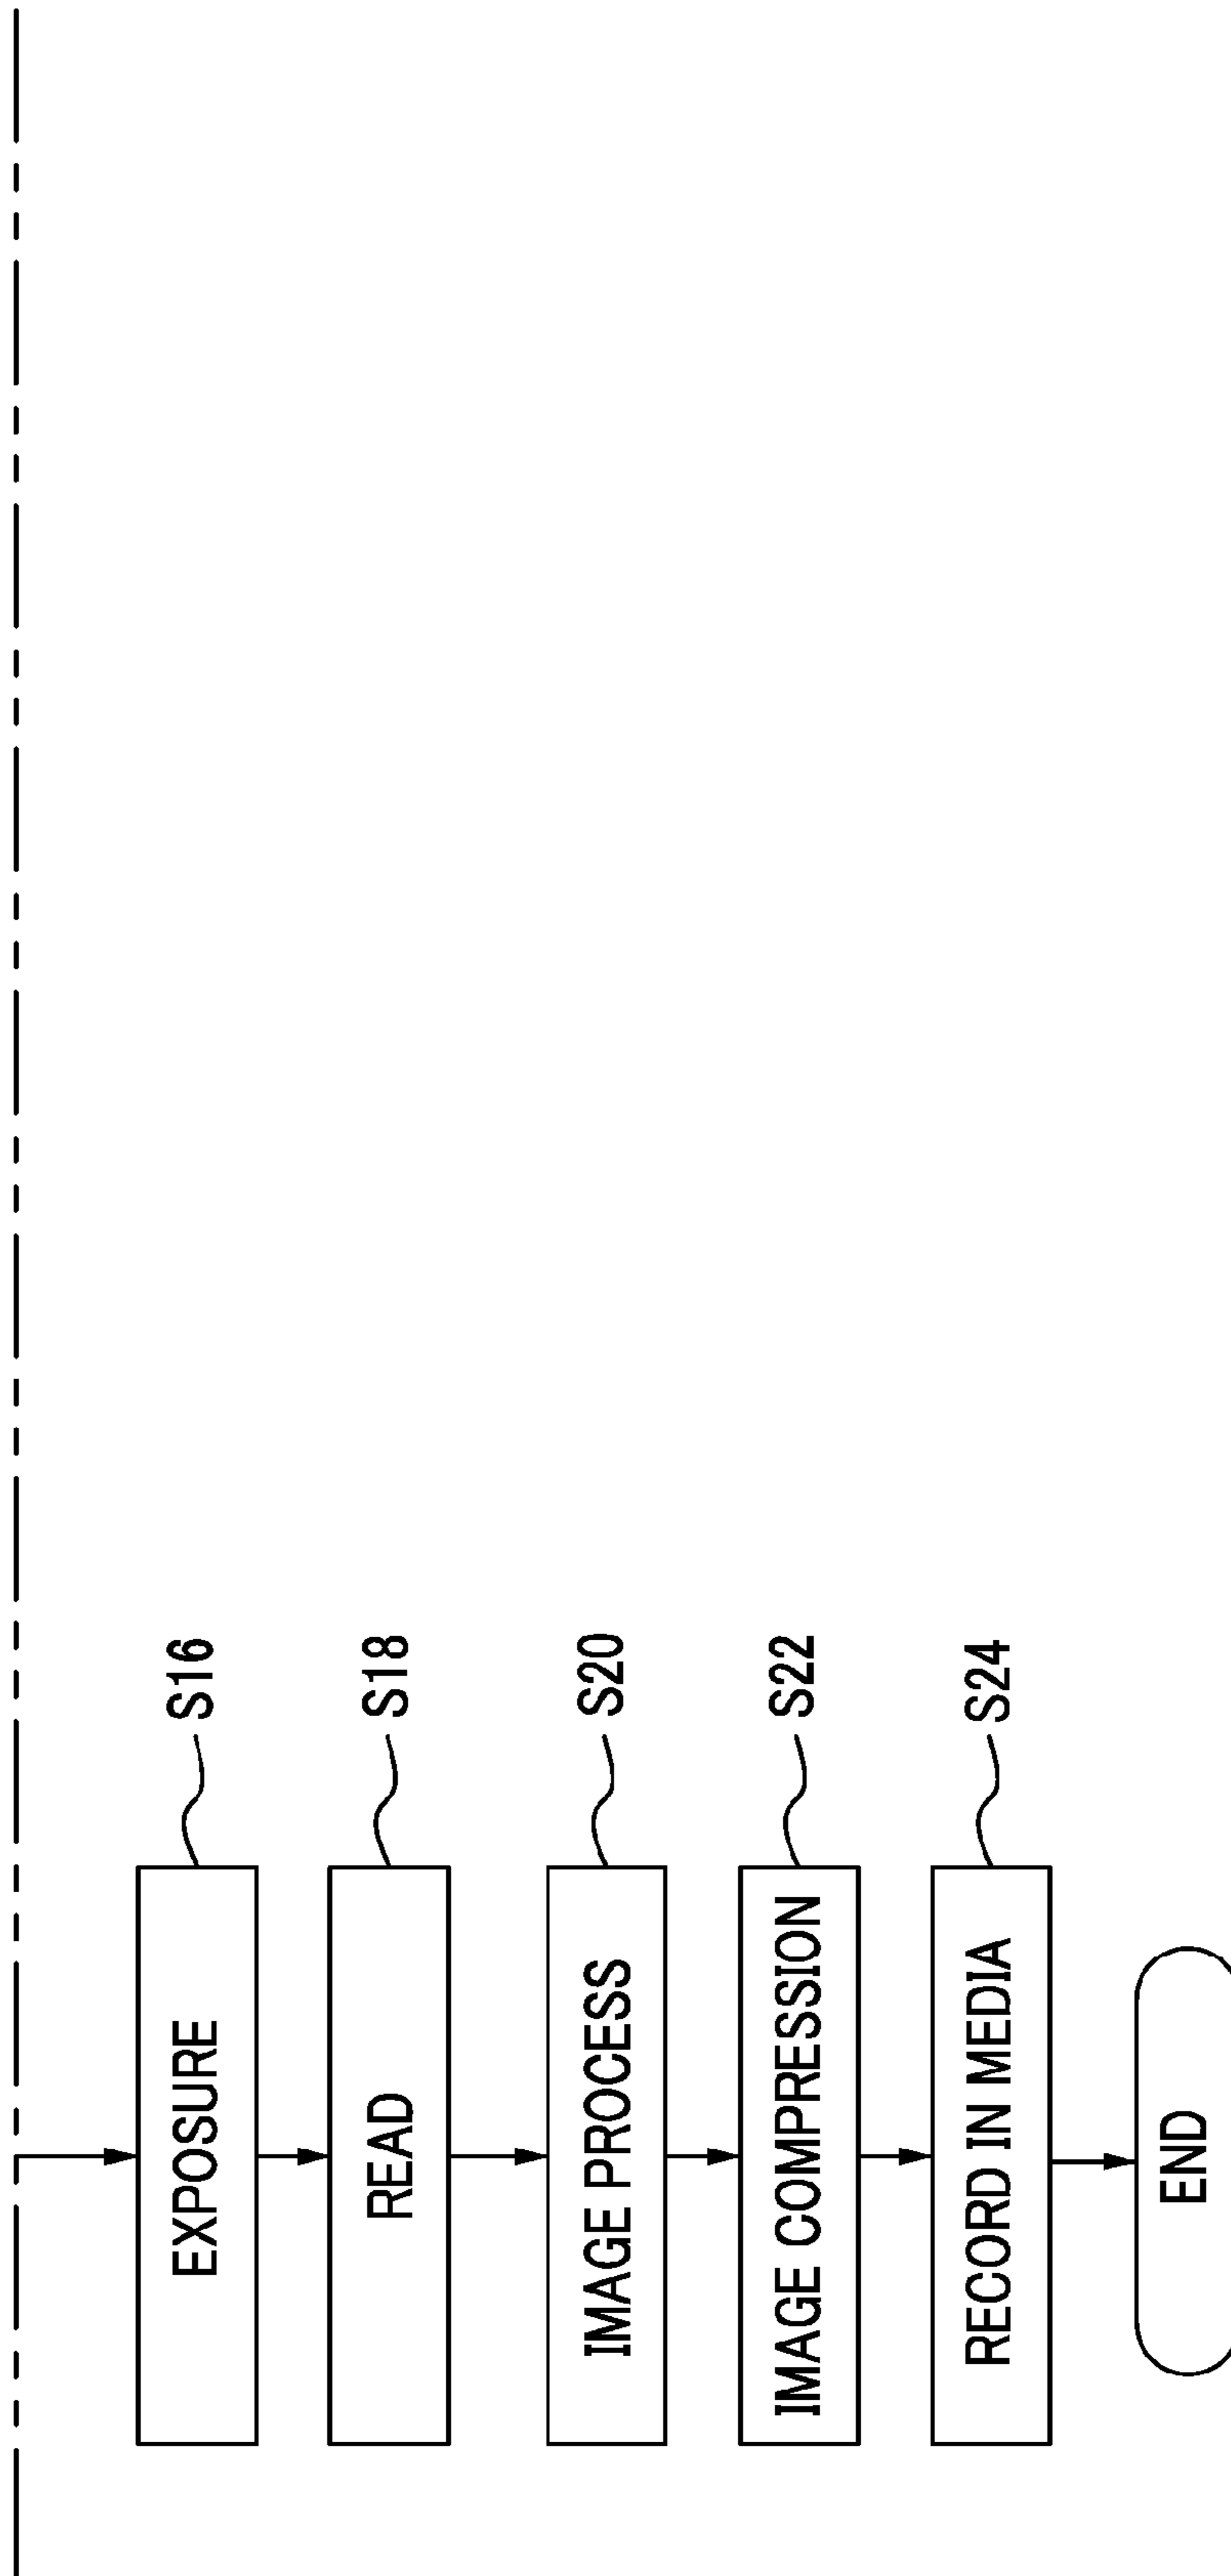 EXPOSURE
S16
READ
S18
IMAGE PROCESS
S20
IMAGE COMPRESSION
S22
RECORD IN MEDIA
S24
END